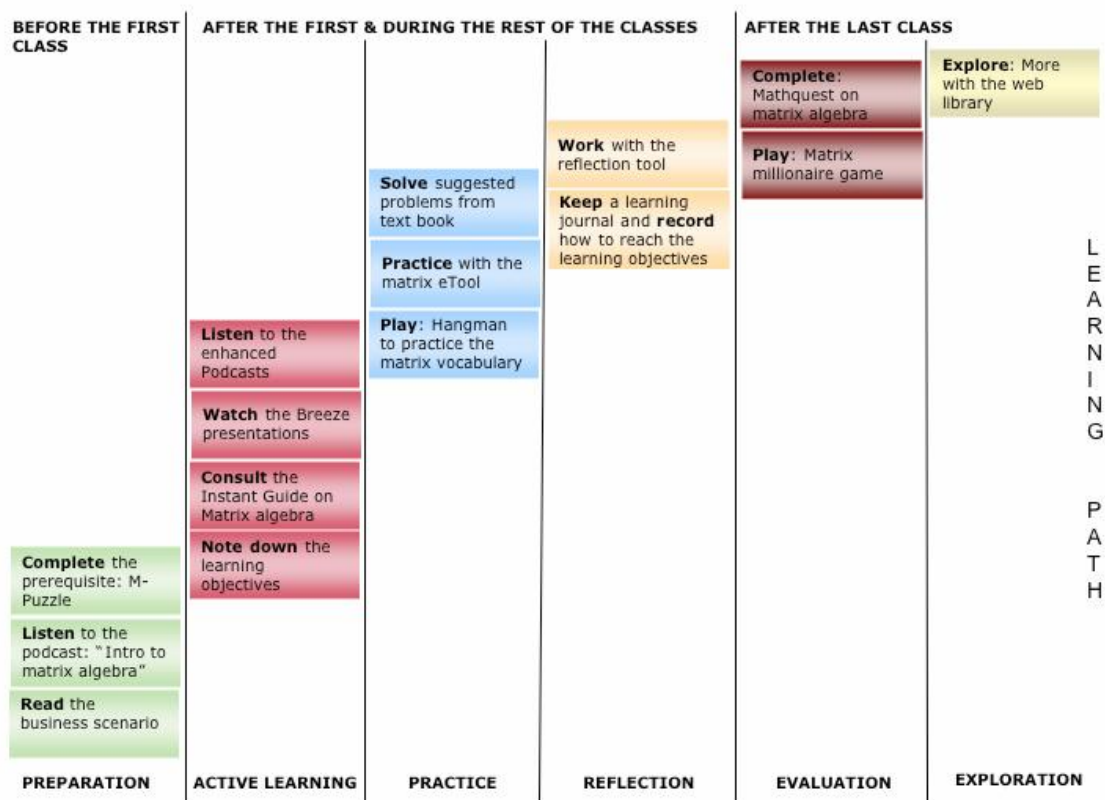 BEFORE THE FIRST
CLASS
AFTER THE FIRST & DURING THE REST OF THE CLASSES
AFTER THE LAST CLASS
Complete the
prerequisite: M-
Puzzle
Listen to the
podcast: "Intro to
matrix algebra"
Read the
business scenario
PREPARATION
Listen to the
enhanced
Podcasts
Watch the Breeze
presentations
Consult the
Instant Guide on
Matrix algebra
Note down the
learning
objectives
ACTIVE LEARNING
Solve suggested
problems from
text book
Practice with the
matrix eTool
Play: Hangman
to practice the
matrix vocabulary
PRACTICE
Work with the
reflection tool
Keep a learning
journal and record
how to reach the
learning objectives
REFLECTION
Complete:
Mathquest on
matrix algebra
Play: Matrix
millionaire game
EVALUATION
Explore: More
with the web
library
EXPLORATION
LEARNING PATH